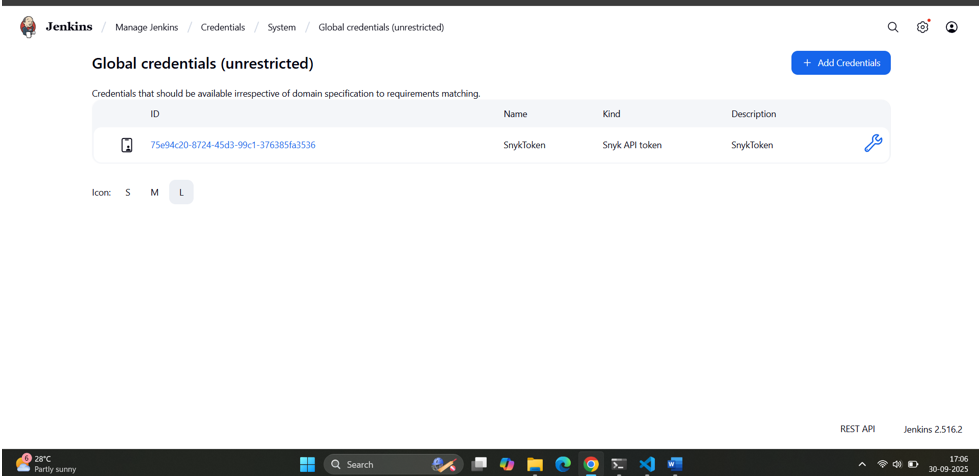 Jenkins / Manage Jenkins / Credentials / System / Global credentials (unrestricted)
Global credentials (unrestricted)
+ Add Credentials
Credentials that should be available irrespective of domain specification to requirements matching.
ID Name Kind Description
75e94c20-8724-45d3-99c1-376385fa3536 SnykToken Snyk API token SnykToken
Icon: S M L
REST API Jenkins 2.516.2
6 28°C
Partly sunny
Search
17:06
30-09-2025